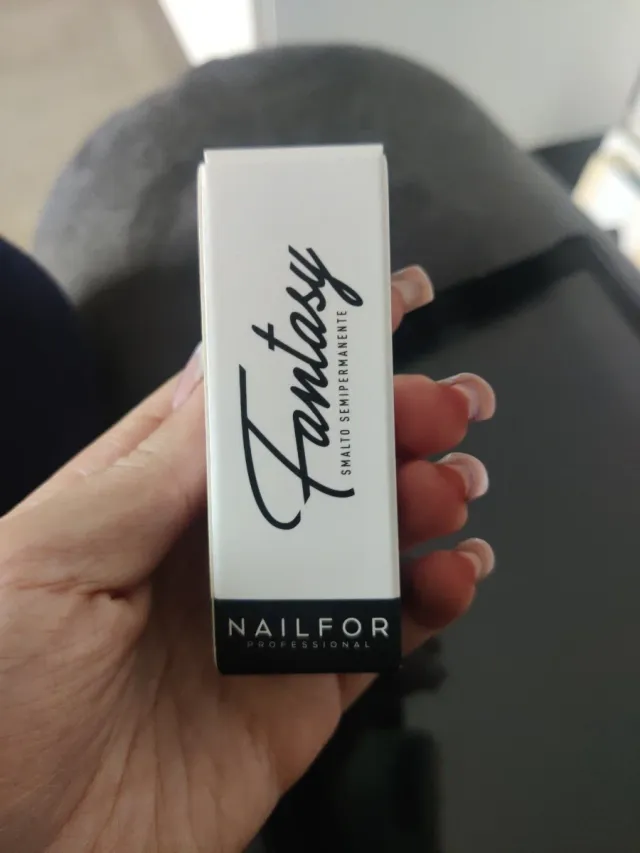 Fantasy
SMALTO SEMIPERMANENTE
NAILFOR
PROFESSIONAL